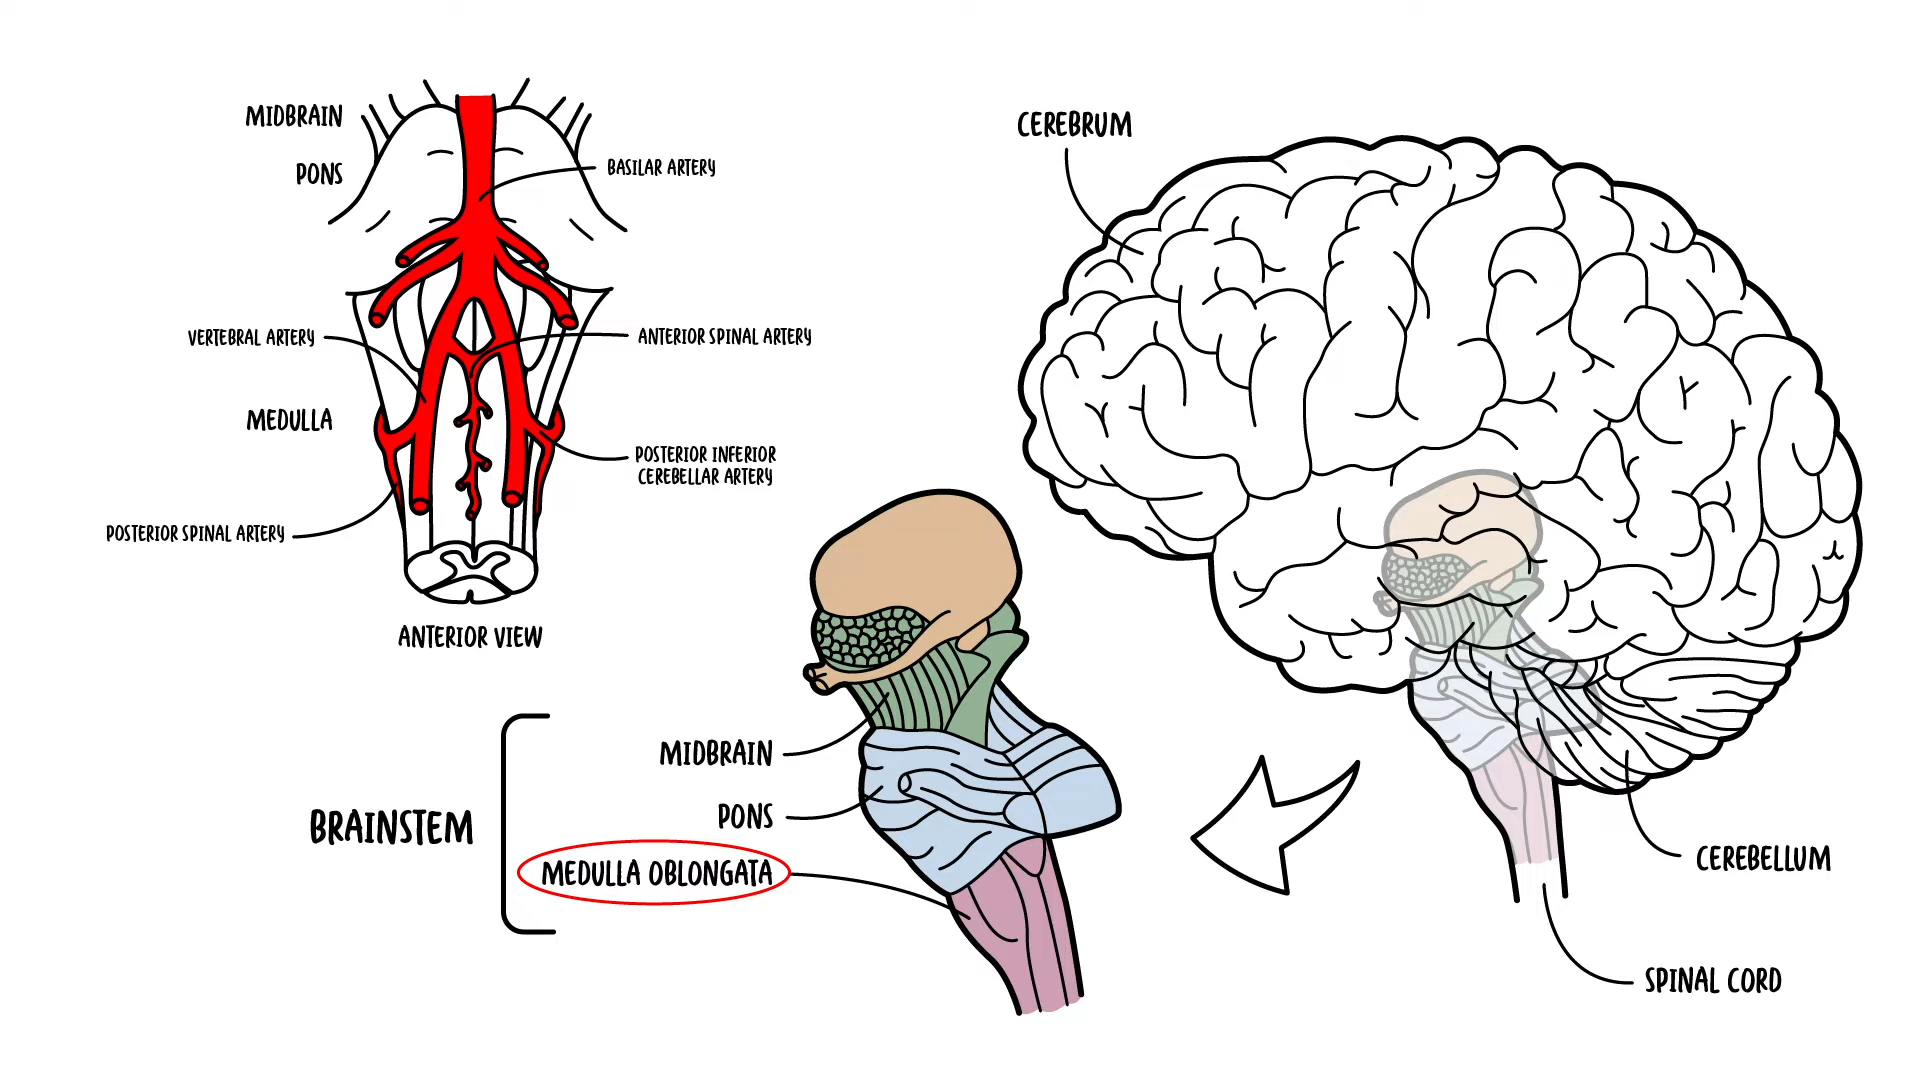 MIDBRAIN
PONS
BASILAR ARTERY
VERTEBRAL ARTERY
ANTERIOR SPINAL ARTERY
MEDULLA
POSTERIOR INFERIOR
CEREBELLAR ARTERY
POSTERIOR SPINAL ARTERY
ANTERIOR VIEW
BRAINSTEM
MIDBRAIN
PONS
MEDULLA OBLONGATA
CEREBRUM
CEREBELLUM
SPINAL CORD